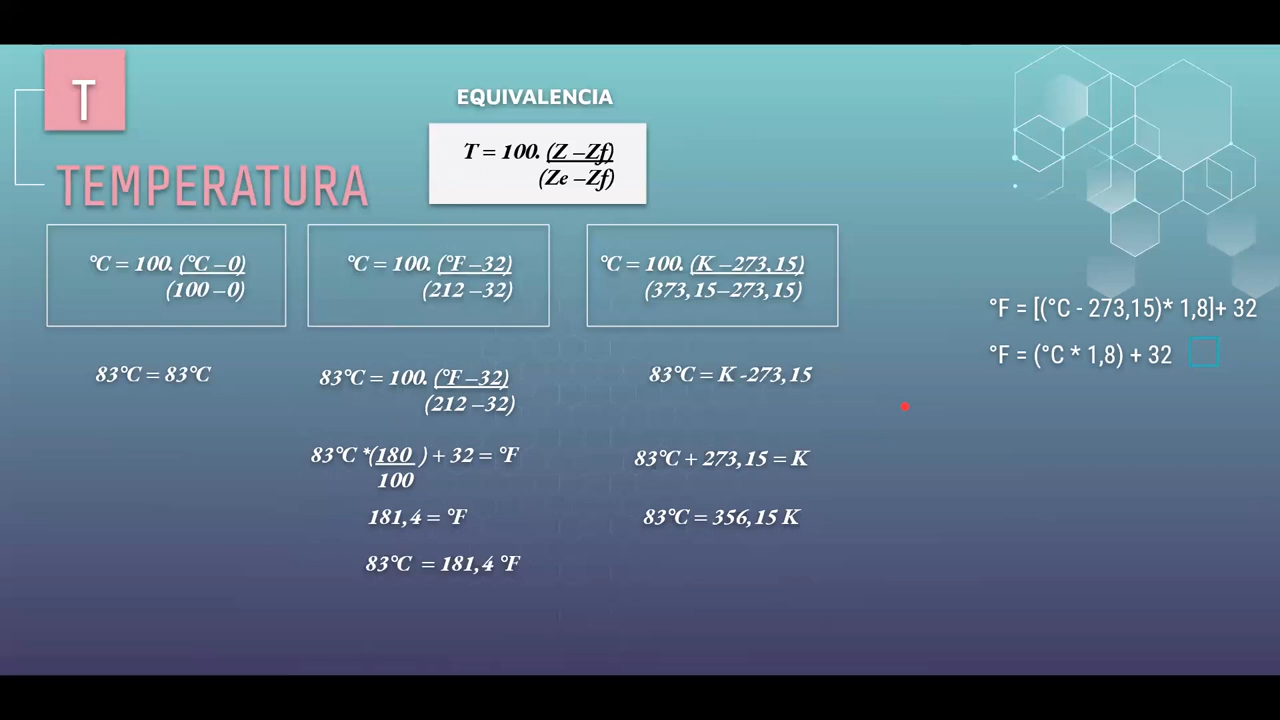 T
TEMPERATURA
EQUIVALENCIA
T = 100. (Z –Zf)
(Ze –Zf)
°C = 100. (°C –0)
(100 –0)
83°C = 83°C
°C = 100. (°F –32)
(212 –32)
83°C = 100. (°F –32)
(212 –32)
83°C *(180 ) + 32 = °F
100
181,4 = °F
83°C = 181,4 °F
°C = 100. (K –273,15)
(373,15–273,15)
83°C = K -273,15
83°C + 273,15 = K
83°C = 356,15 K
°F = [(°C - 273,15)* 1,8]+ 32
°F = (°C * 1,8) + 32